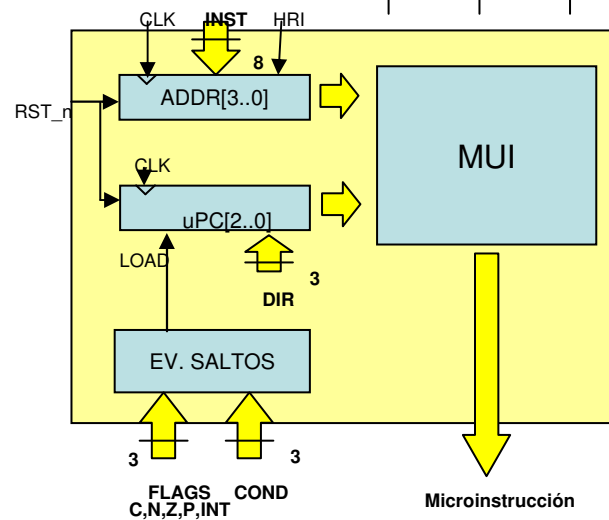 CLK INST HRI
8
ADDR[3..0]
RST_n
MUI
CLK
uPC[2..0]
LOAD
3
DIR
EV. SALTOS
3 3
FLAGS COND
C,N,Z,P,INT
Microinstrucción